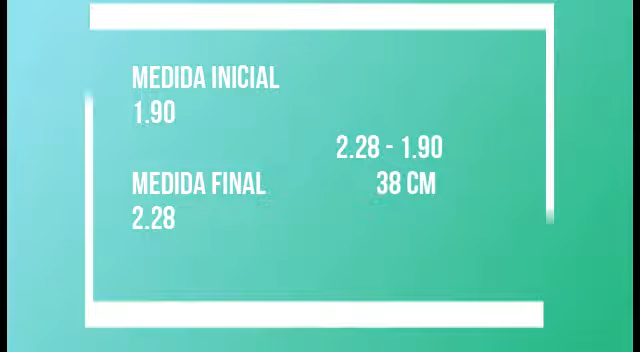 MEDIDA INICIAL
1.90
MEDIDA FINAL
2.28
2.28 - 1.90
38 CM